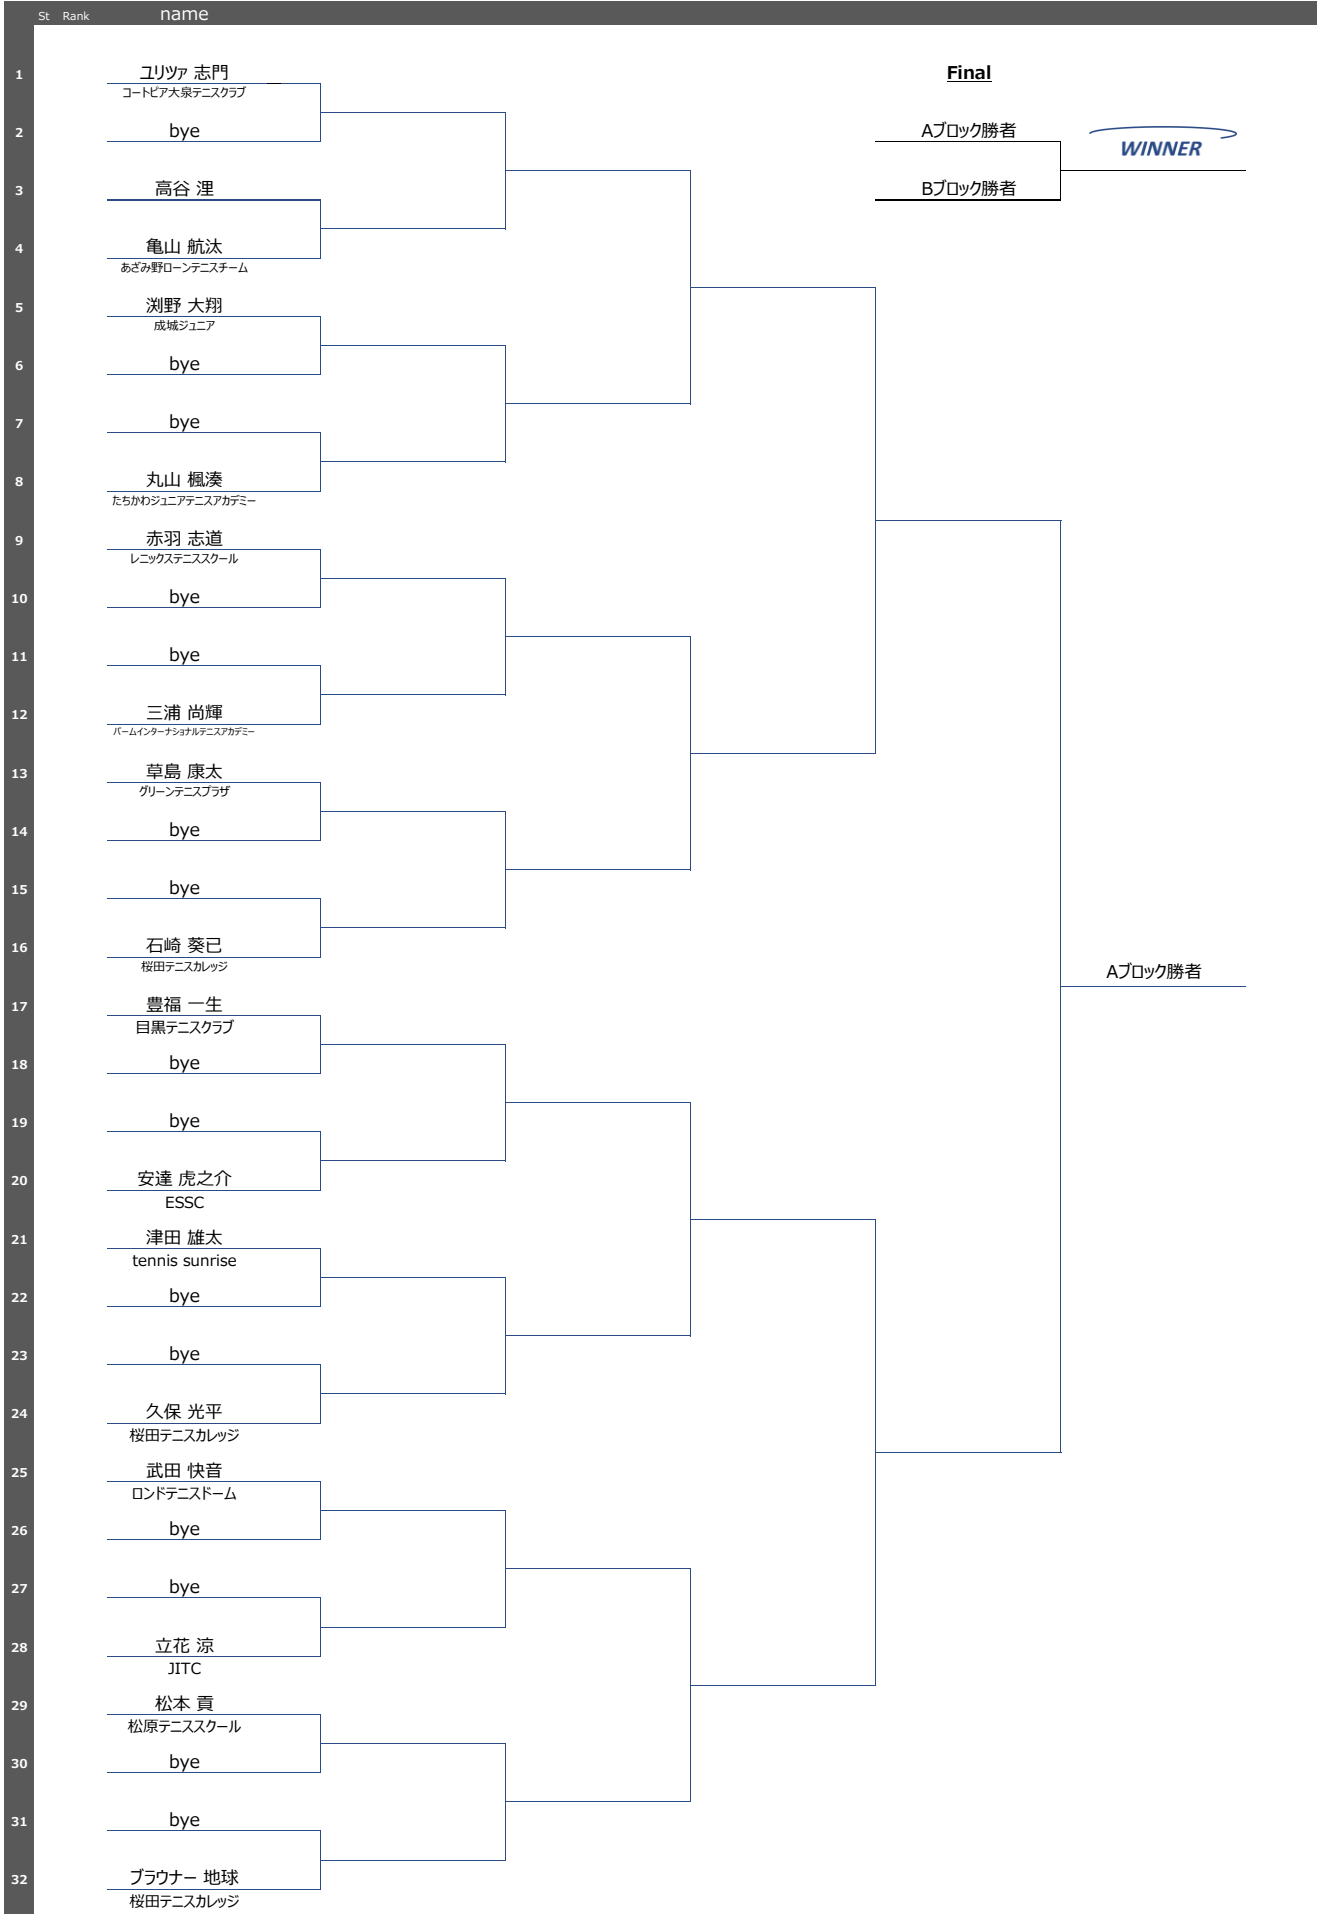 St Rank name
1 ユリツァ 志門
Final
コートピア大泉テニスクラブ
2 bye
Aブロック勝者
WINNER
3 高谷 浬
Bブロック勝者
4 亀山 航汰
あざみ野ローンテニスチーム
5 渕野 大翔
成城ジュニア
6 bye
7 bye
8 丸山 楓湊
たちかわジュニアテニスアカデミー
9 赤羽 志道
レニックステニススクール
10 bye
11 bye
12 三浦 尚輝
パームインターナショナルテニスアカデミー
13 草島 康太
グリーンテニスプラザ
14 bye
15 bye
16 石崎 葵已
桜田テニスカレッジ
Aブロック勝者
17 豊福 一生
目黒テニスクラブ
18 bye
19 bye
20 安達 虎之介
ESSC
21 津田 雄太
tennis sunrise
22 bye
23 bye
24 久保 光平
桜田テニスカレッジ
25 武田 快音
ロンドテニスドーム
26 bye
27 bye
28 立花 涼
JITC
29 松本 貢
松原テニススクール
30 bye
31 bye
32 ブラウナー 地球
桜田テニスカレッジ